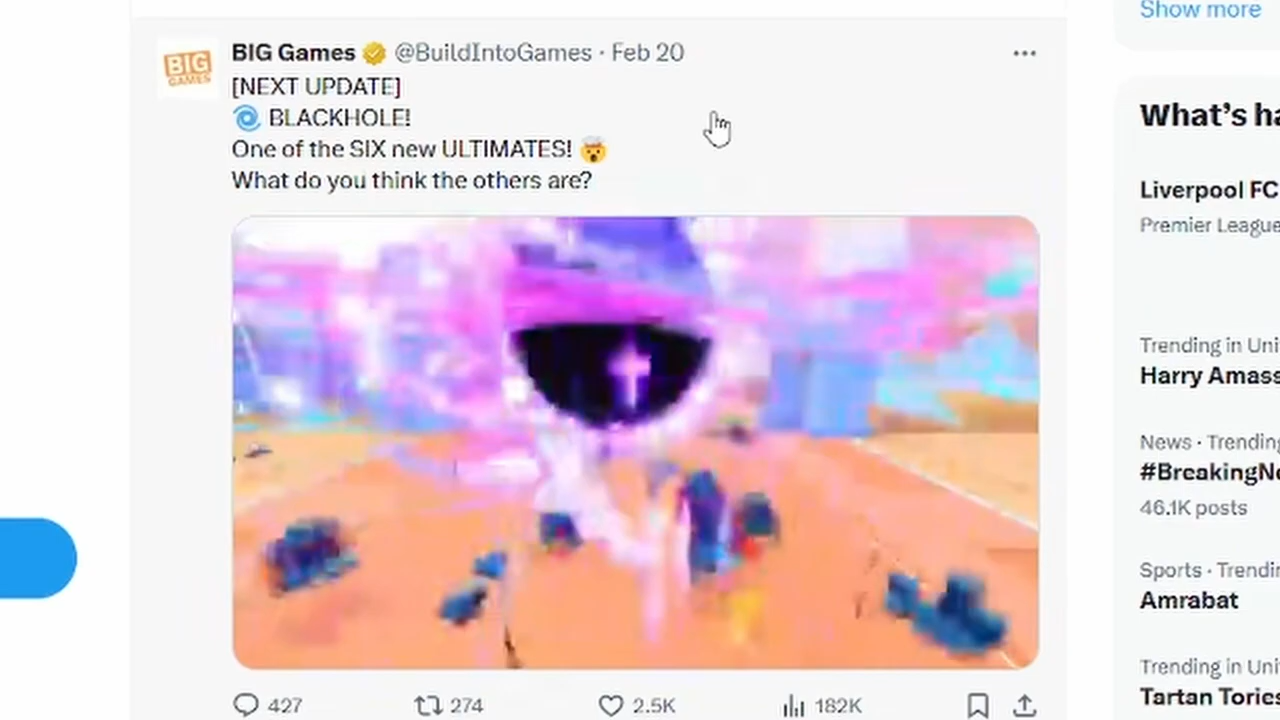 Show more
BIG Games @BuildIntoGames · Feb 20
BIG
GAMES
[NEXT UPDATE]
🌀 BLACKHOLE!
One of the SIX new ULTIMATES! 🤯
What do you think the others are?
427 274 2.5K 182K
What's ha
Liverpool FC
Premier League
Trending in Uni
Harry Amass
News · Trending
#BreakingNe
46.1K posts
Sports · Trendin
Amrabat
Trending in Uni
Tartan Tories